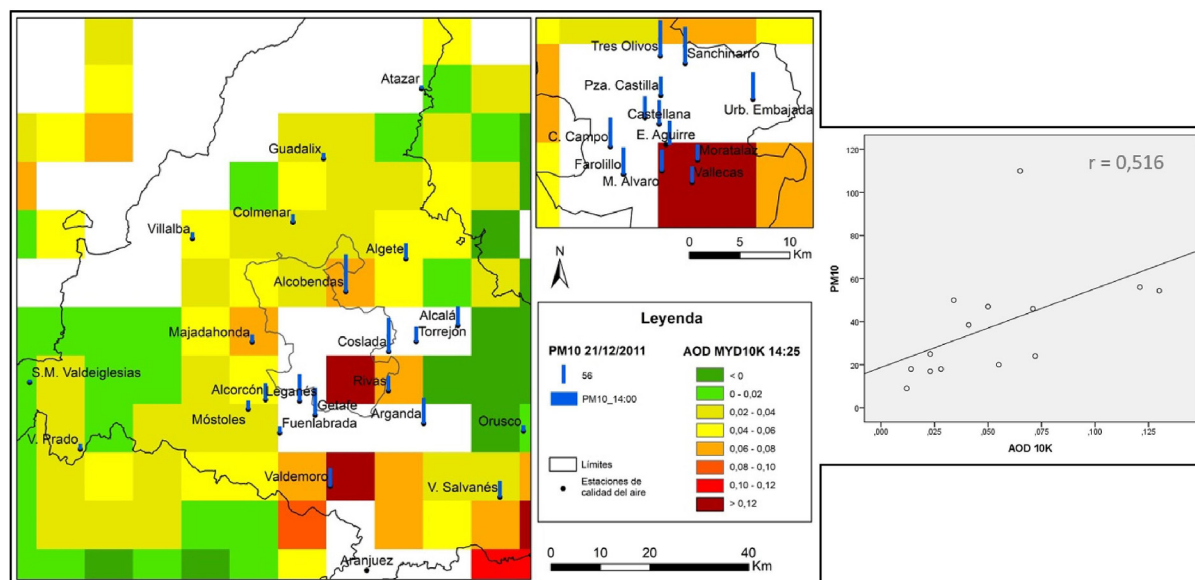 Atazar
Guadalix
Colmenar
Villalba
Algete
Alcobendas
Alcalá
Torrejón
Coslada
Majadahonda
S.M. Valdeiglesias
Rivas
Alcorcón
Leganés
Getafe
Arganda
Móstoles
Fuenlabrada
Orusco
V. Prado
Valdemoro
V. Salvanés
Aranjuez
Tres Olivos
Sanchinarro
Pza. Castilla
Urb. Embajada
Castellana
C. Campo
E. Aguirre
Moratalaz
Farolillo
Vallecas
M. Alvaro
0 5 10
Km
N
Leyenda
PM10 21/12/2011
56
PM10_14:00
Límites
Estaciones de
calidad del aire
AOD MYD10K 14:25
< 0
0 - 0,02
0,02 - 0,04
0,04 - 0,06
0,06 - 0,08
0,08 - 0,10
0,10 - 0,12
> 0,12
0 10 20 40
Km
r = 0,516
PM10
120
100
80
60
40
20
0
,000 ,025 ,050 ,075 ,100 ,125
AOD 10K